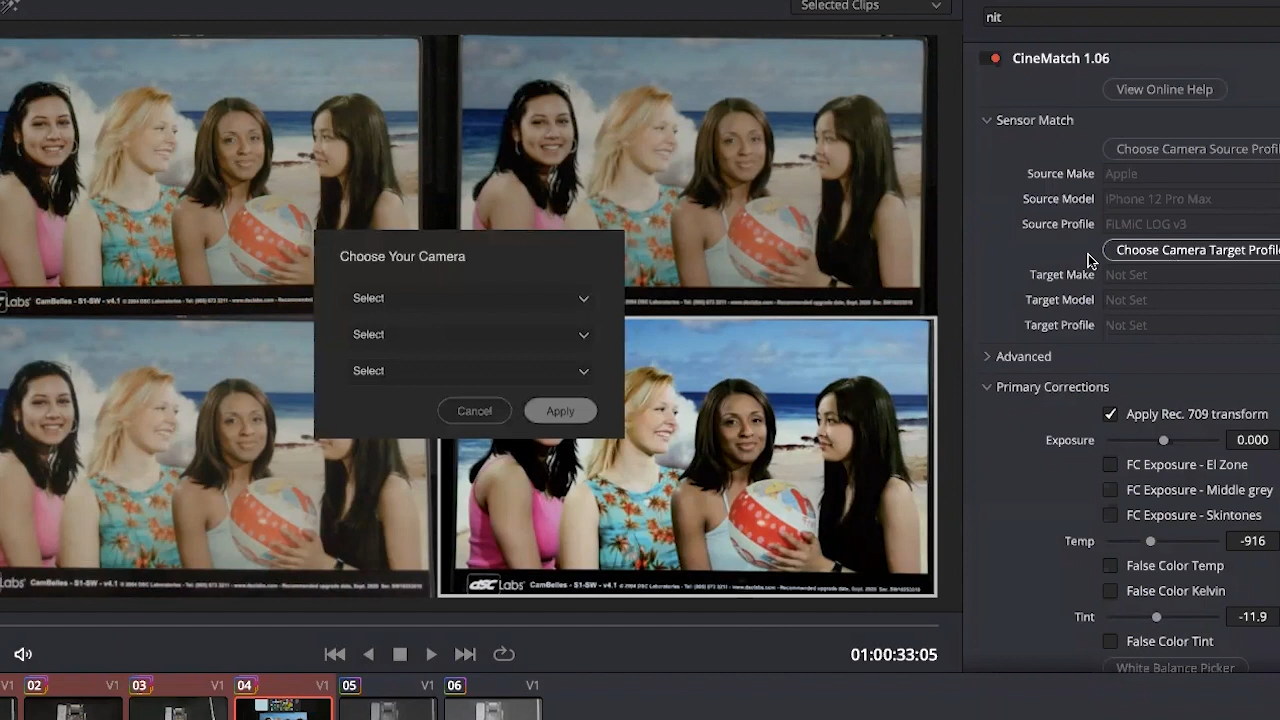 Selected Clips
nit
CineMatch 1.06
View Online Help
Sensor Match
Choose Camera Source Profil
Source Make Apple
Source Model iPhone 12 Pro Max
Source Profile FiLMiC LOG v3
Choose Camera Target Profile
Target Make Not Set
Target Model Not Set
Target Profile Not Set
Advanced
Primary Corrections
Apply Rec. 709 transform
Exposure 0.000
FC Exposure - El Zone
FC Exposure - Middle grey
FC Exposure - Skintones
Temp -916
False Color Temp
False Color Kelvin
Tint -11.9
False Color Tint
White Balance Picker
Choose Your Camera
Select
Select
Select
Cancel Apply
Labs CamBelles - S1-SW - v4.1
Labs CamBelles - S1-SW - v4.1
DSC Labs CamBelles - S1-SW - v4.1
01:00:33:05
V1 02 V1 03 V1 04 V1 05 V1 06 V1